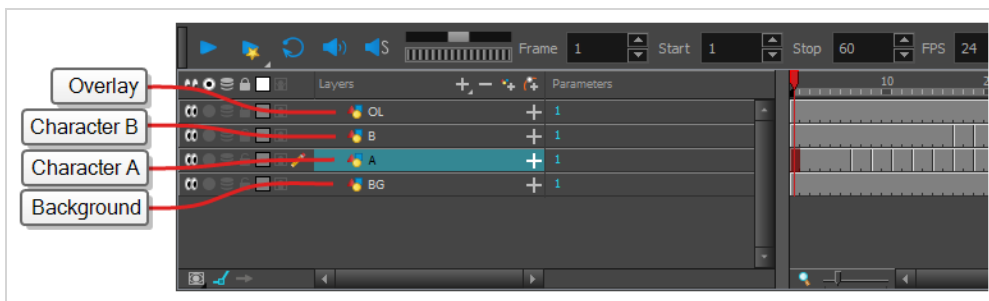 S Frame 1 Start 1 Stop 60 FPS 24
Layers Parameters 10 2
Overlay OL 1
Character B B 1
Character A A 1
Background BG 1